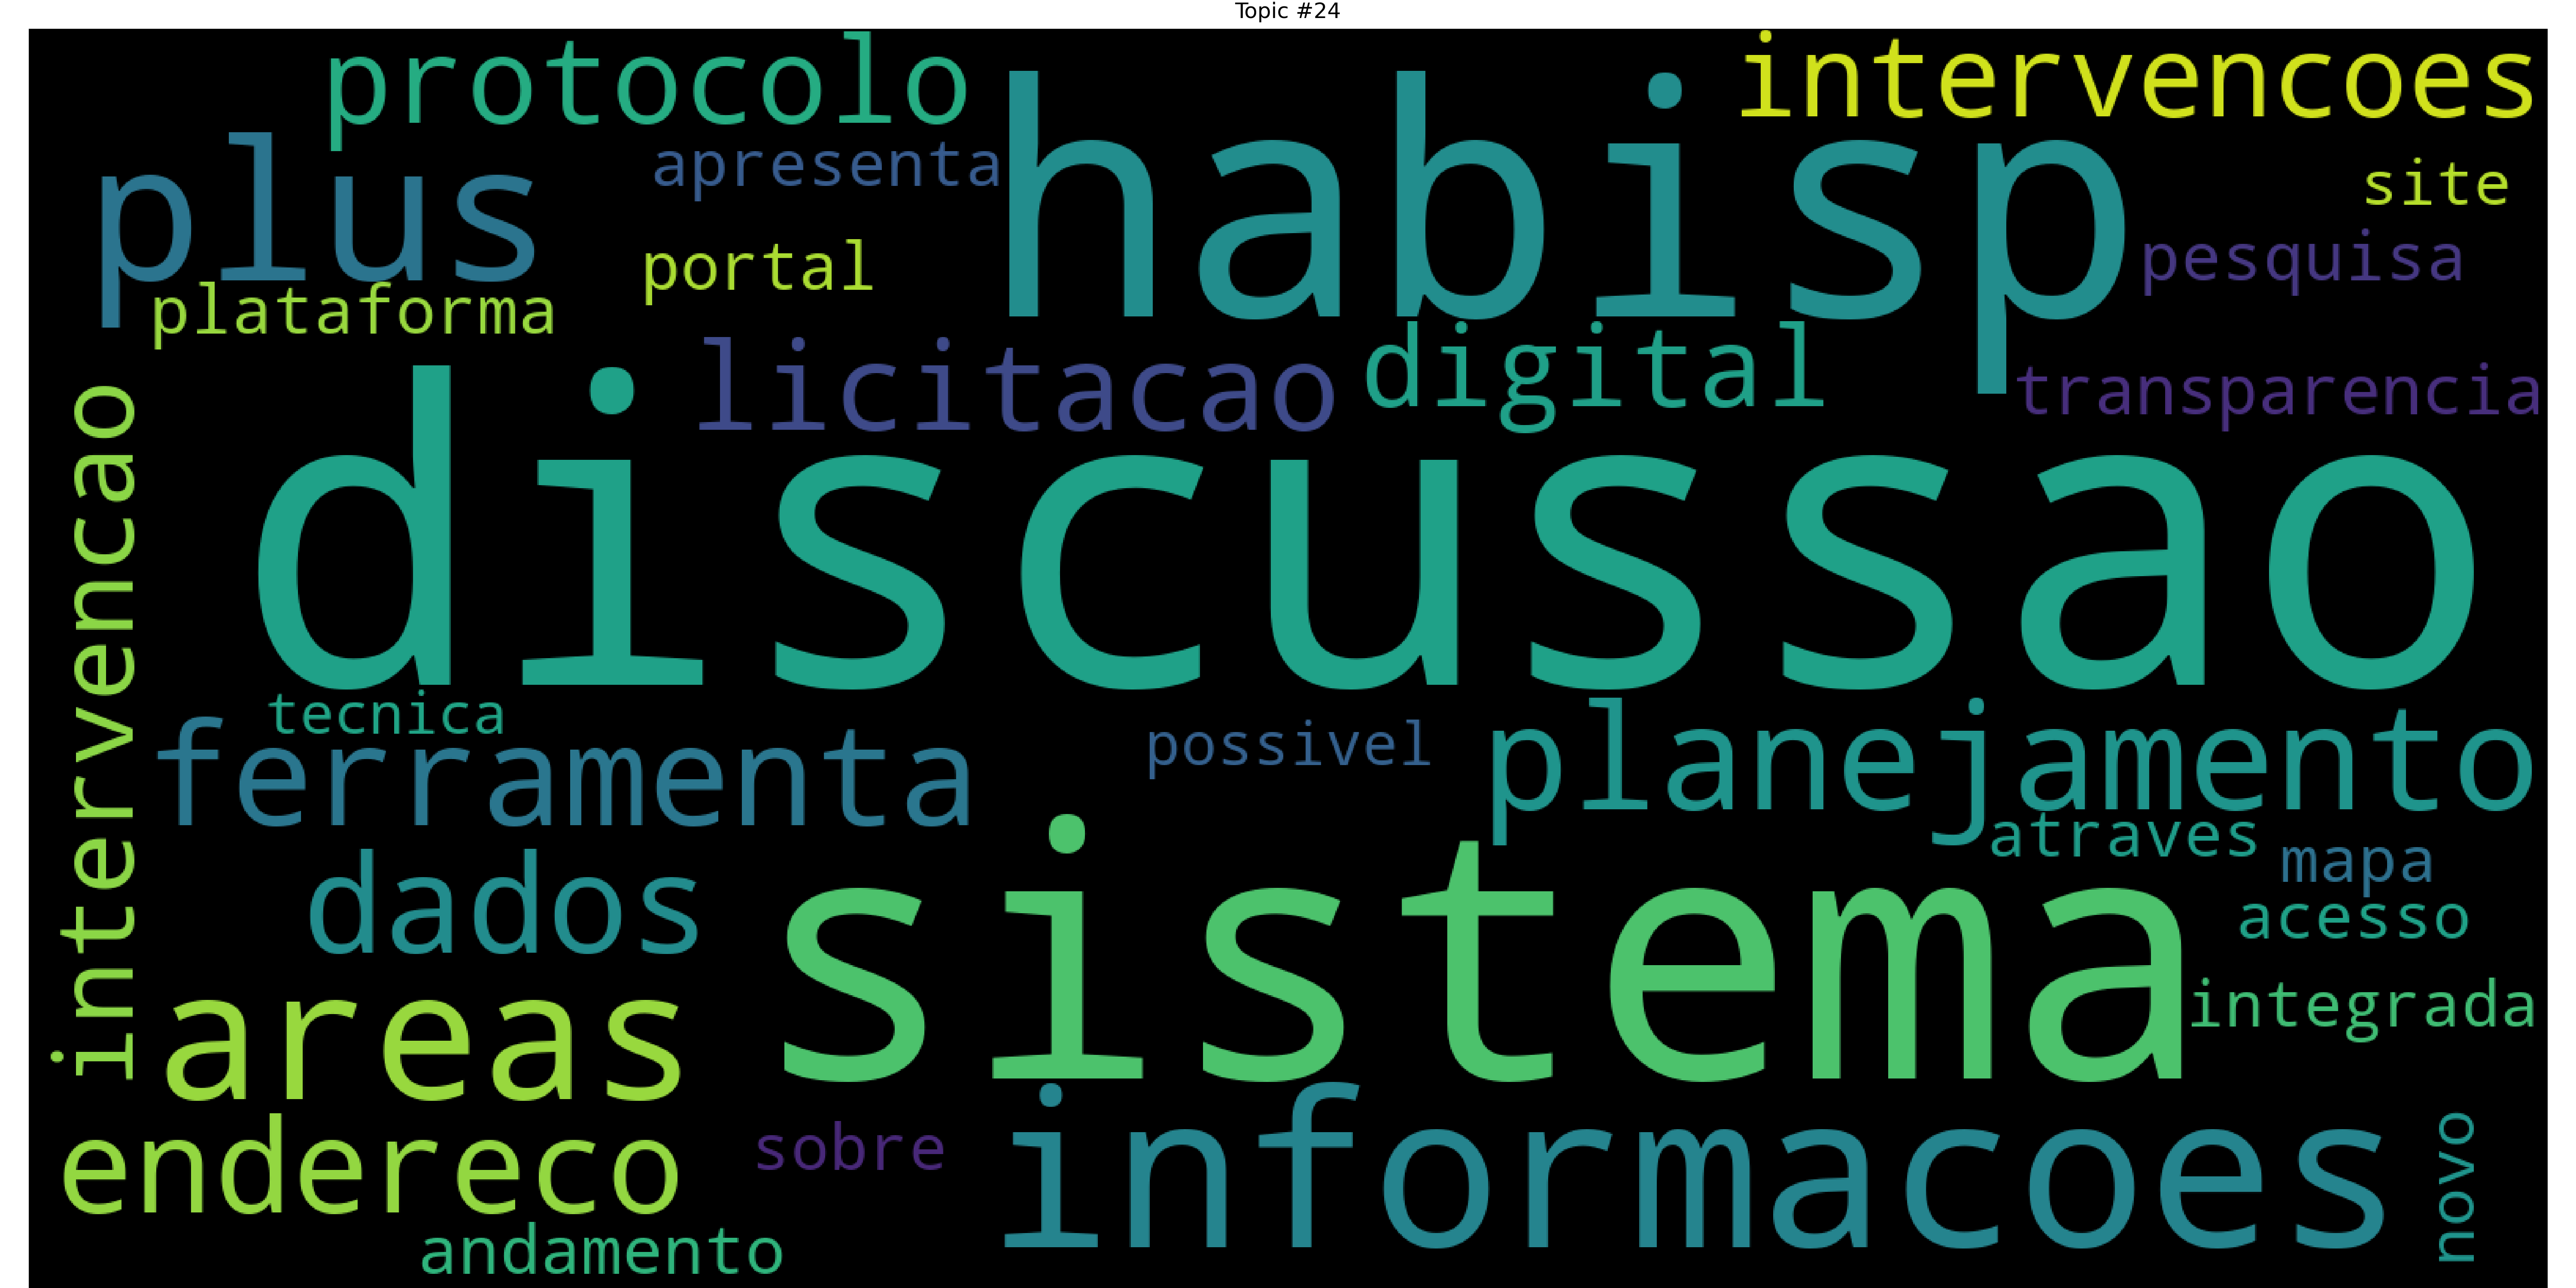 Topic #24
protocolo
intervencoes
habisp
plus
apresenta
site
portal
pesquisa
plataforma
licitacao
digital
transparencia
intervencao
discussao
tecnica
ferramenta
possivel
planejamento
atraves
mapa
dados
sistema
acesso
areas
integrada
endereco
sobre
informacoes
novo
andamento